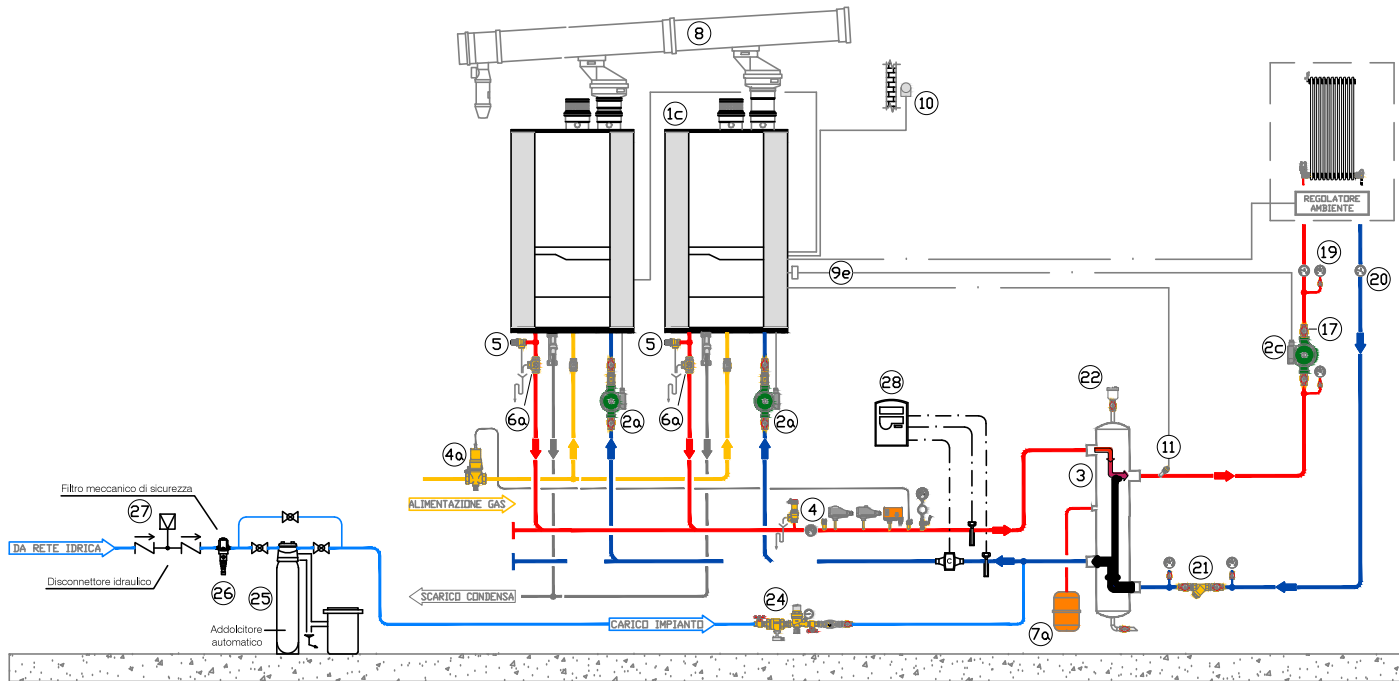 8
1c
10
REGOLATORE
AMBIENTE
9e
19
20
5
5
17
2c
6a
2a
6a
2a
28
22
4a
11
3
Filtro meccanico di sicurezza
ALIMENTAZIONE GAS
27
4
DA RETE IDRICA
C
21
Disconnettore idraulico
26
25
SCARICO CONDENSA
24
7a
CARICO IMPIANTO
Addolcitore
automatico